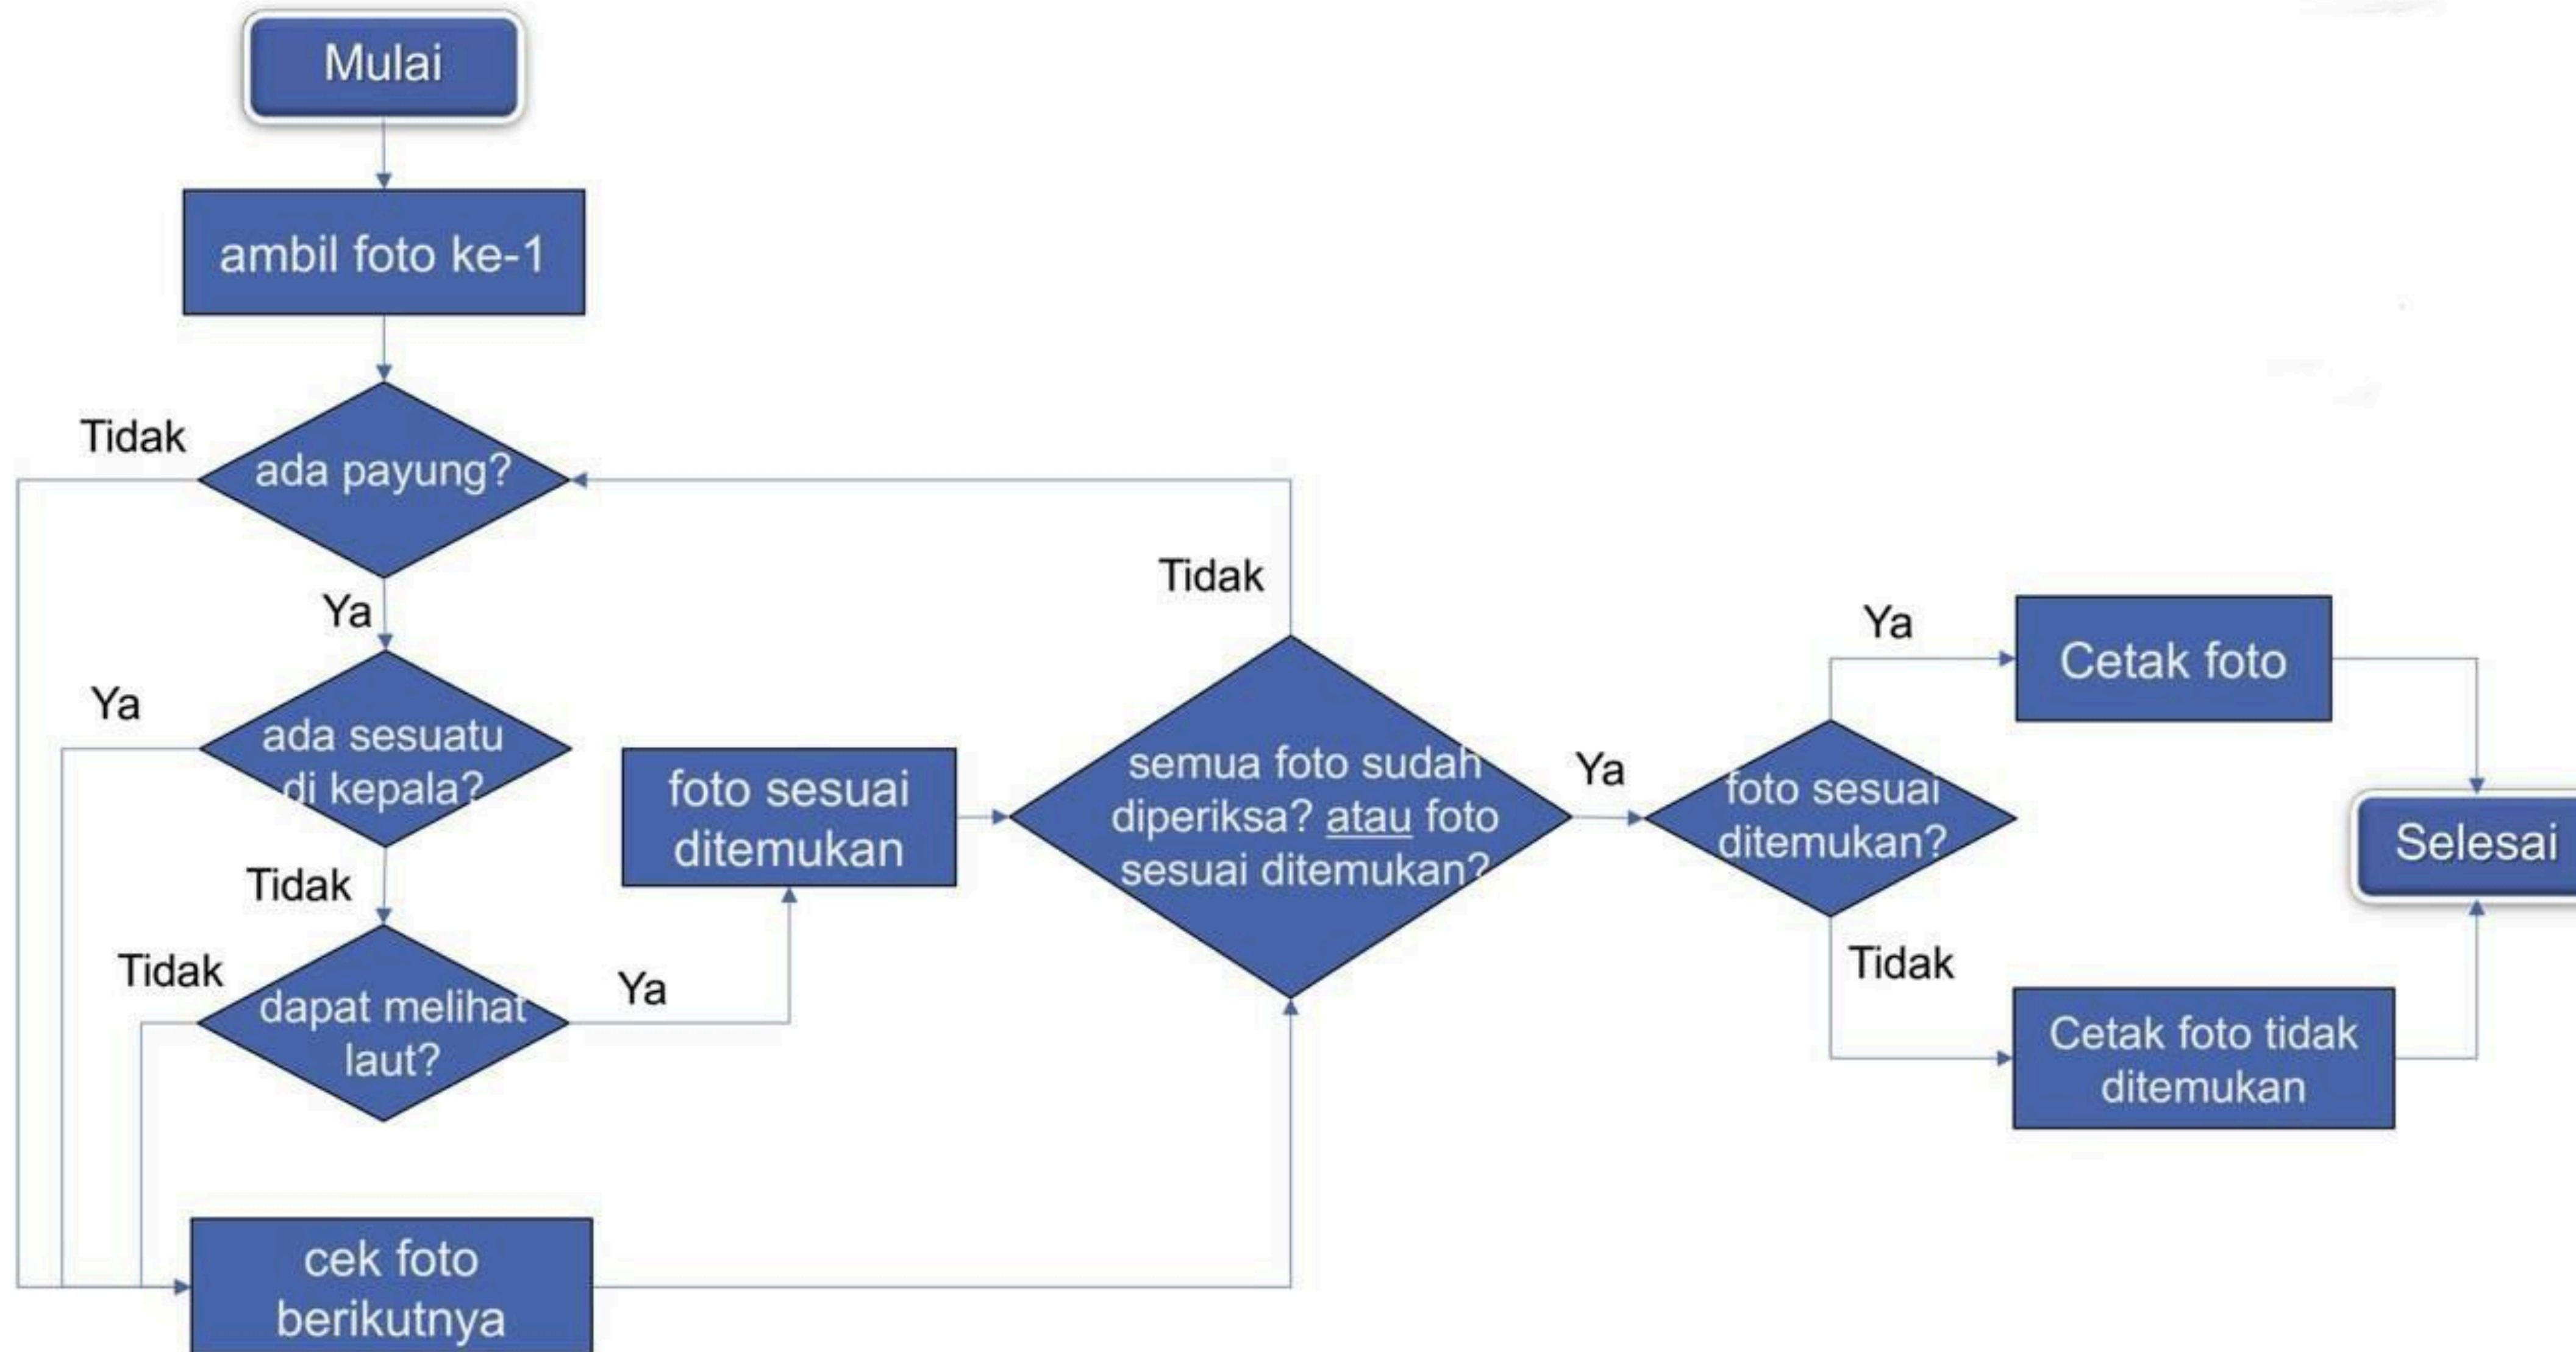 Mulai
ambil foto ke-1
Tidak
ada payung?
Ya
Ya
ada sesuatu
di kepala?
Tidak
Tidak
dapat melihat
laut?
Ya
foto sesuai
ditemukan
cek foto
berikutnya
Tidak
semua foto sudah
diperiksa? atau foto
sesuai ditemukan?
Ya
foto sesuai
ditemukan?
Ya
Cetak foto
Tidak
Cetak foto tidak
ditemukan
Selesai